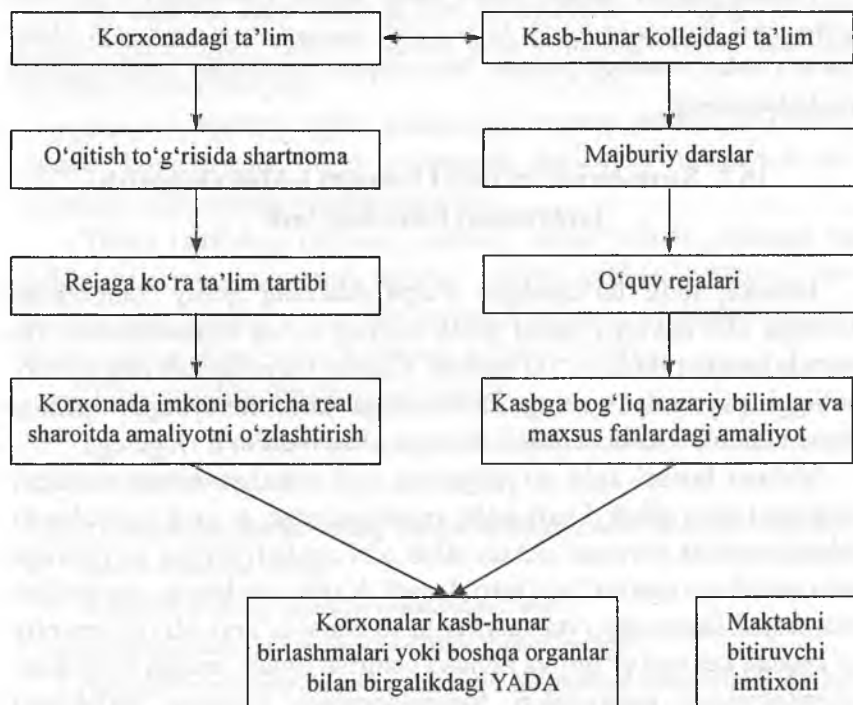 Korxonadagi ta’lim
Kasb-hunar kollejdagi ta’lim
O‘qitish to‘g‘risida shartnoma
Majburiy darslar
Rejaga ko‘ra ta’lim tartibi
O‘quv rejalari
Korxonada imkoni boricha real
sharoitda amaliyotni o‘zlashtirish
Kasbga bog‘liq nazariy bilimlar va
maxsus fanlardagi amaliyot
Korxonalar kasb-hunar
birlashmalari yoki boshqa organlar
bilan birgalikdagi YADA
Maktabni
bitiruvchi
imtixoni